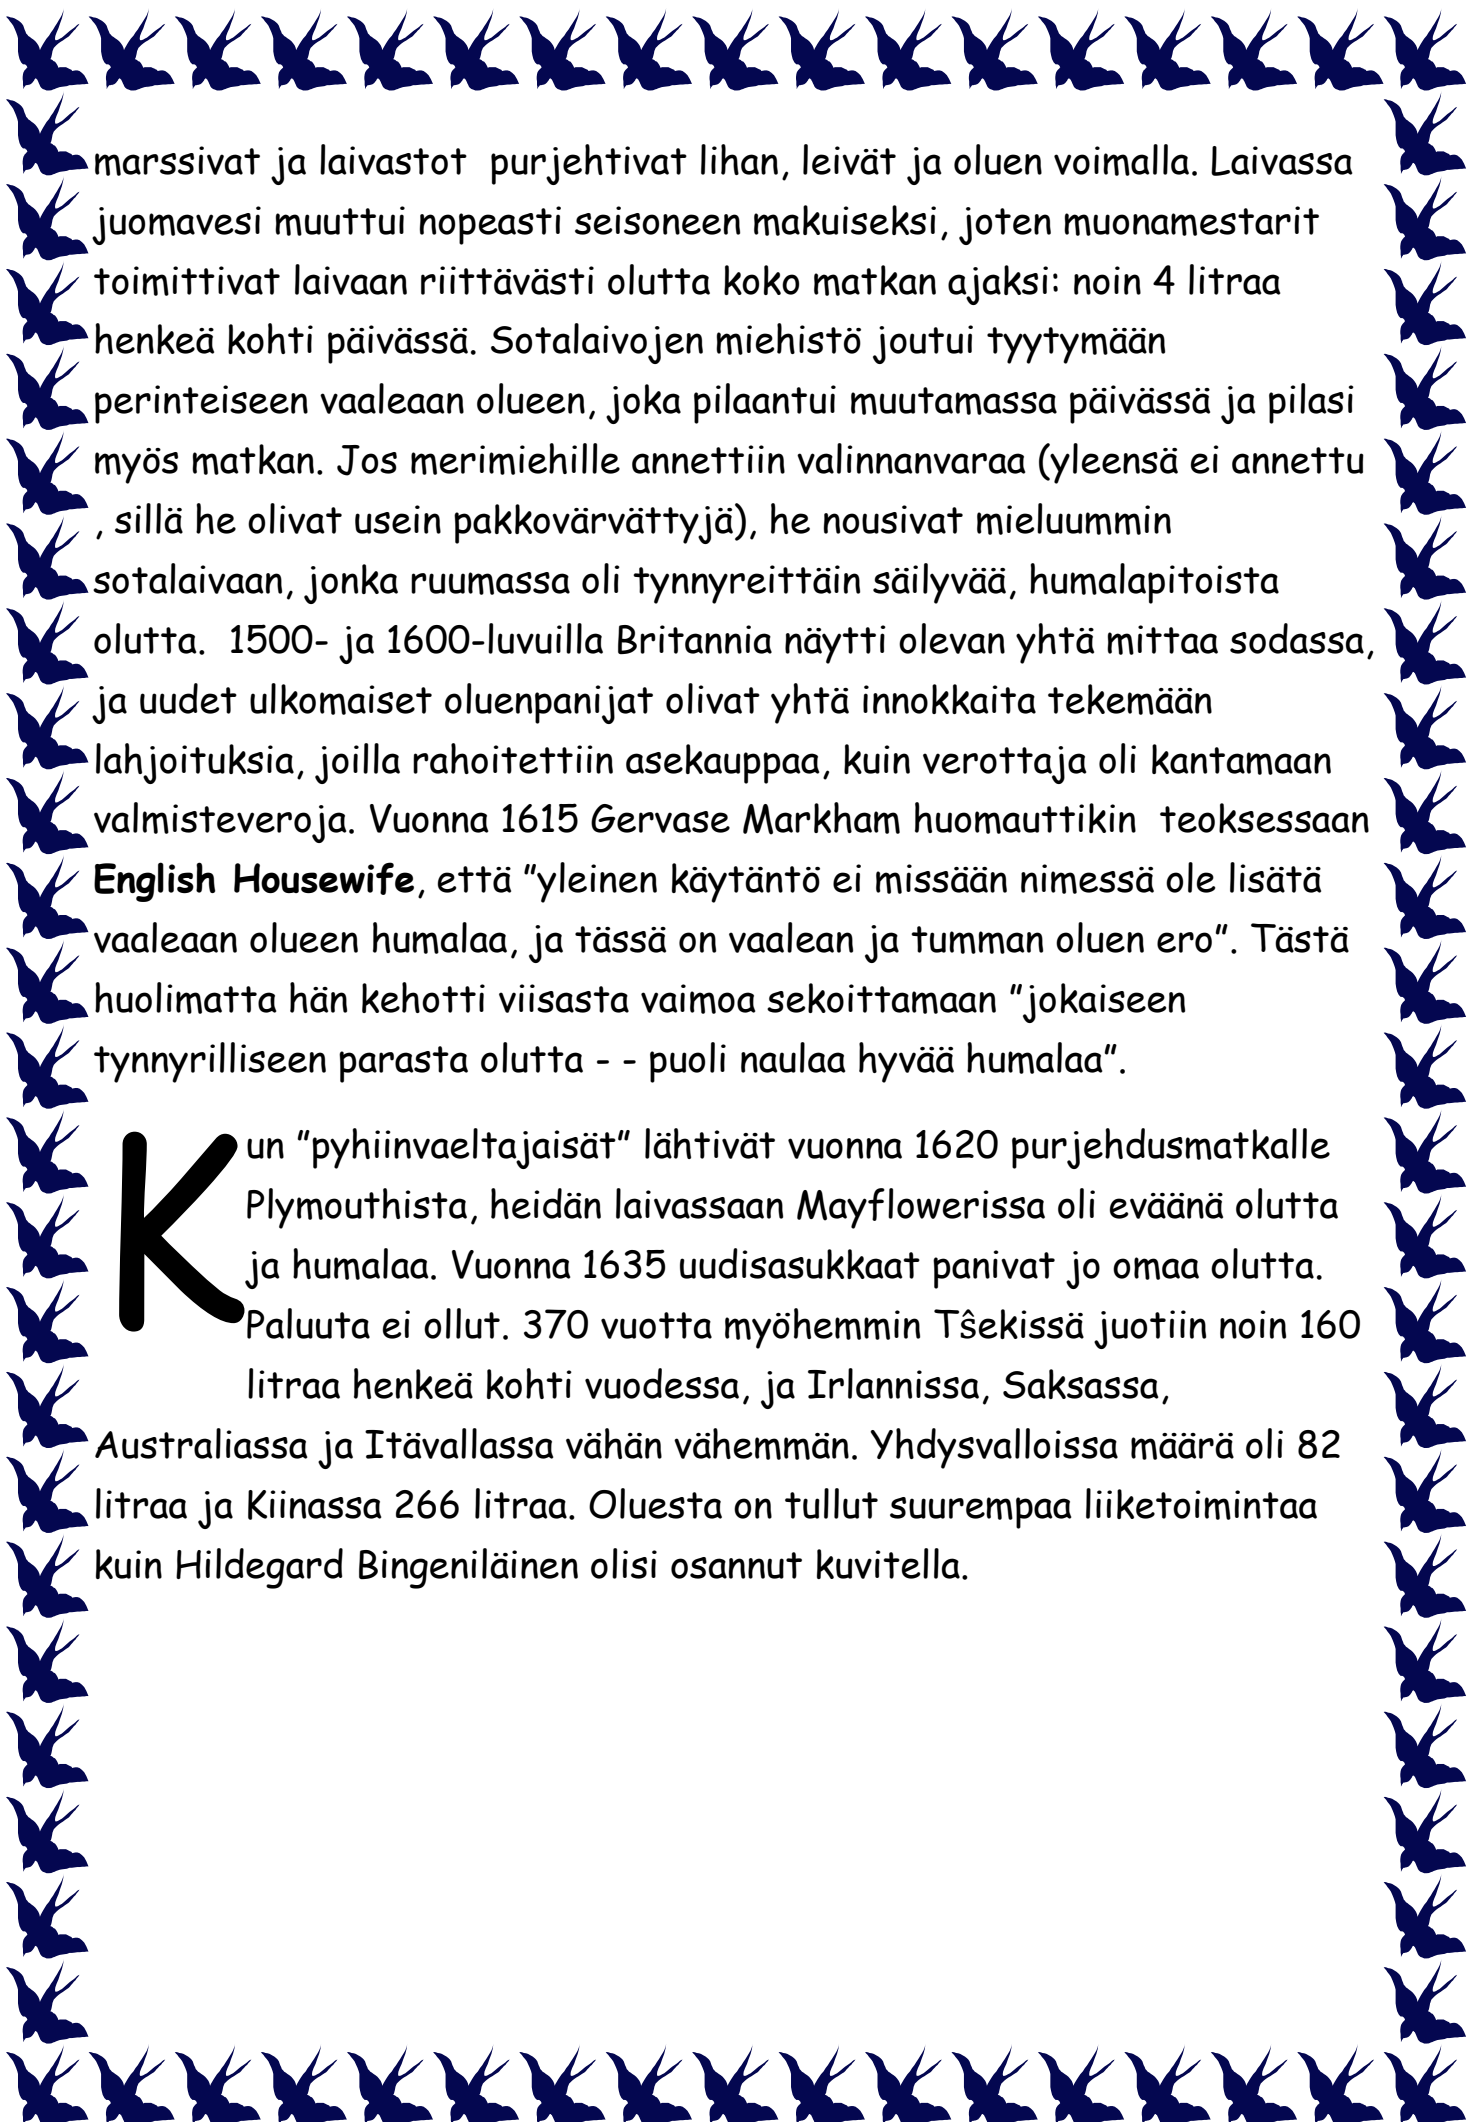 marssivat ja laivastot  purjehtivat lihan, leivät ja oluen voimalla. Laivassa
juomavesi muuttui nopeasti seisoneen makuiseksi, joten muonamestarit
toimittivat laivaan riittävästi olutta koko matkan ajaksi: noin 4 litraa
henkeä kohti päivässä. Sotalaivojen miehistö joutui tyytymään
perinteiseen vaaleaan olueen, joka pilaantui muutamassa päivässä ja pilasi
myös matkan. Jos merimiehille annettiin valinnanvaraa (yleensä ei annettu
, sillä he olivat usein pakkovärvättyjä), he nousivat mieluummin
sotalaivaan, jonka ruumassa oli tynnyreittäin säilyvää, humalapitoista
olutta.  1500- ja 1600-luvuilla Britannia näytti olevan yhtä mittaa sodassa,
ja uudet ulkomaiset oluenpanijat olivat yhtä innokkaita tekemään
lahjoituksia, joilla rahoitettiin asekauppaa, kuin verottaja oli kantamaan
valmisteveroja. Vuonna 1615 Gervase Markham huomauttikin  teoksessaan
English Housewife, että ”yleinen käytäntö ei missään nimessä ole lisätä
vaaleaan olueen humalaa, ja tässä on vaalean ja tumman oluen ero”. Tästä
huolimatta hän kehotti viisasta vaimoa sekoittamaan ”jokaiseen
tynnyrilliseen parasta olutta - - puoli naulaa hyvää humalaa”.
Kun ”pyhiinvaeltajaisät” lähtivät vuonna 1620 purjehdusmatkalle
Plymouthista, heidän laivassaan Mayflowerissa oli eväänä olutta
ja humalaa. Vuonna 1635 uudisasukkaat panivat jo omaa olutta.
Paluuta ei ollut. 370 vuotta myöhemmin Tŝekissä juotiin noin 160
litraa henkeä kohti vuodessa, ja Irlannissa, Saksassa,
Australiassa ja Itävallassa vähän vähemmän. Yhdysvalloissa määrä oli 82
litraa ja Kiinassa 266 litraa. Oluesta on tullut suurempaa liiketoimintaa
kuin Hildegard Bingeniläinen olisi osannut kuvitella.